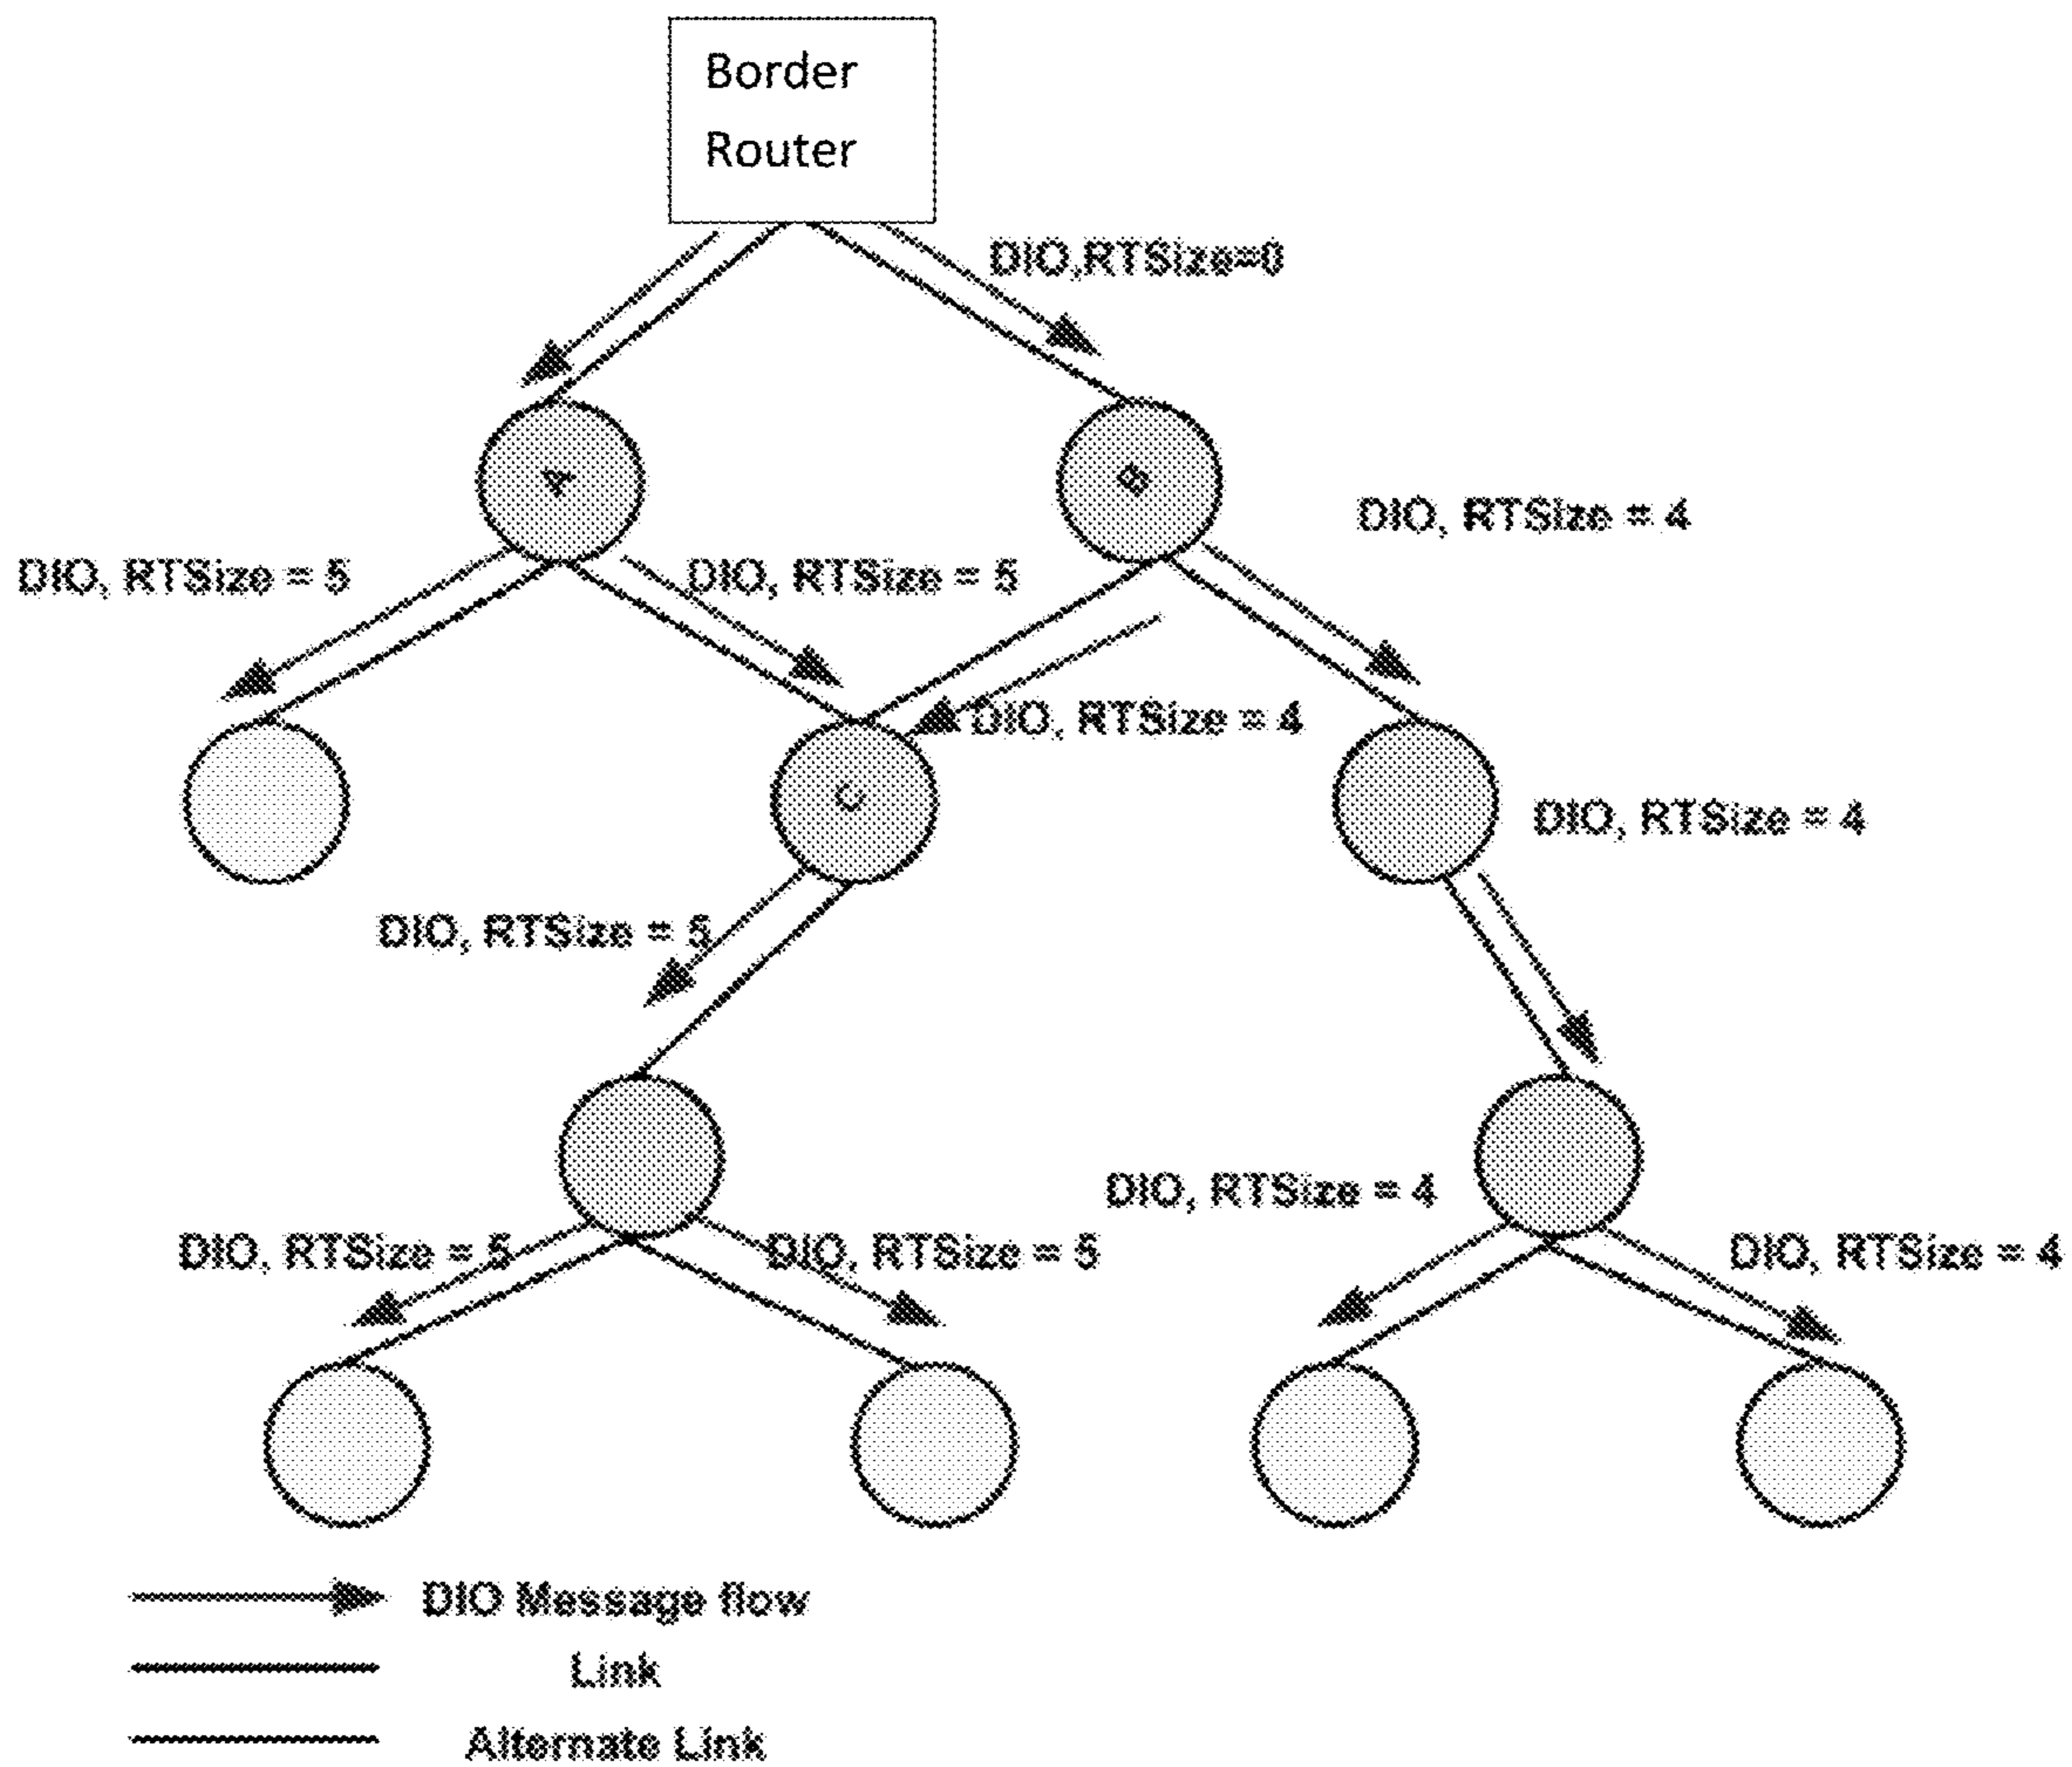 Border
Router
DIO,RTSize=0
A
B
DIO, RTSize = 4
DIO, RTSize = 5
DIO, RTSize = 5
DIO, RTSize = 4
C
DIO, RTSize = 4
DIO, RTSize = 5
DIO, RTSize = 4
DIO, RTSize = 5
DIO, RTSize = 5
DIO, RTSize = 4
DIO Message flow
Link
Alternate Link